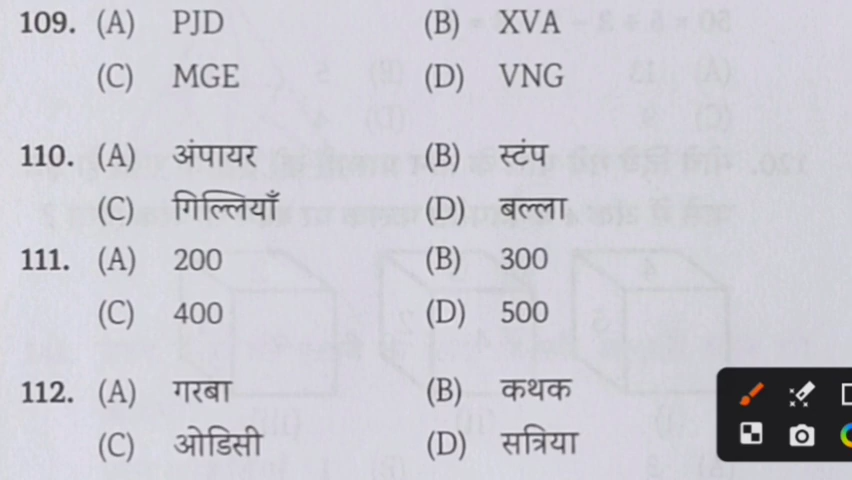 109. (A) PJD (B) XVA
(C) MGE (D) VNG
110. (A) अंपायर (B) स्टंप
(C) गिल्लियाँ (D) बल्ला
111. (A) 200 (B) 300
(C) 400 (D) 500
112. (A) गरबा (B) कथक
(C) ओडिसी (D) सत्रिया